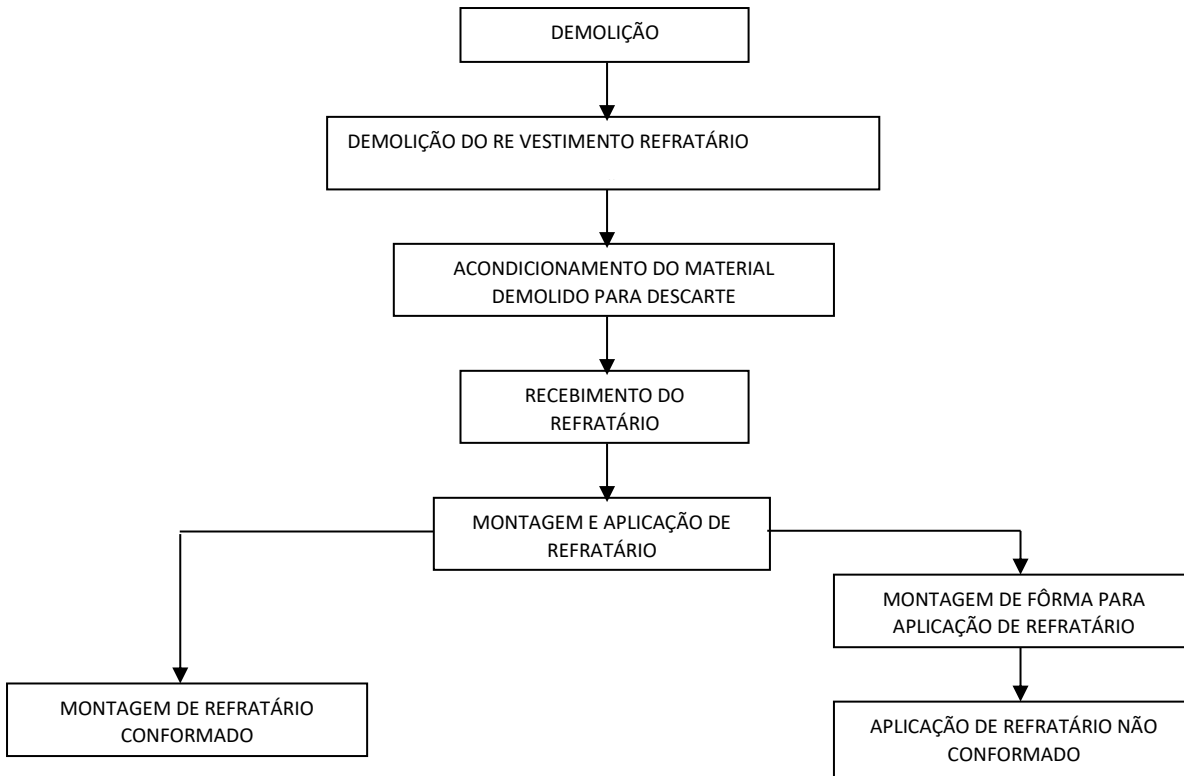 DEMOLIÇÃO
DEMOLIÇÃO DO RE VESTIMENTO REFRATÁRIO
ACONDICIONAMENTO DO MATERIAL
DEMOLIDO PARA DESCARTE
RECEBIMENTO DO
REFRATÁRIO
MONTAGEM E APLICAÇÃO DE
REFRATÁRIO
MONTAGEM DE FÔRMA PARA
APLICAÇÃO DE REFRATÁRIO
MONTAGEM DE REFRATÁRIO
CONFORMADO
APLICAÇÃO DE REFRATÁRIO NÃO
CONFORMADO